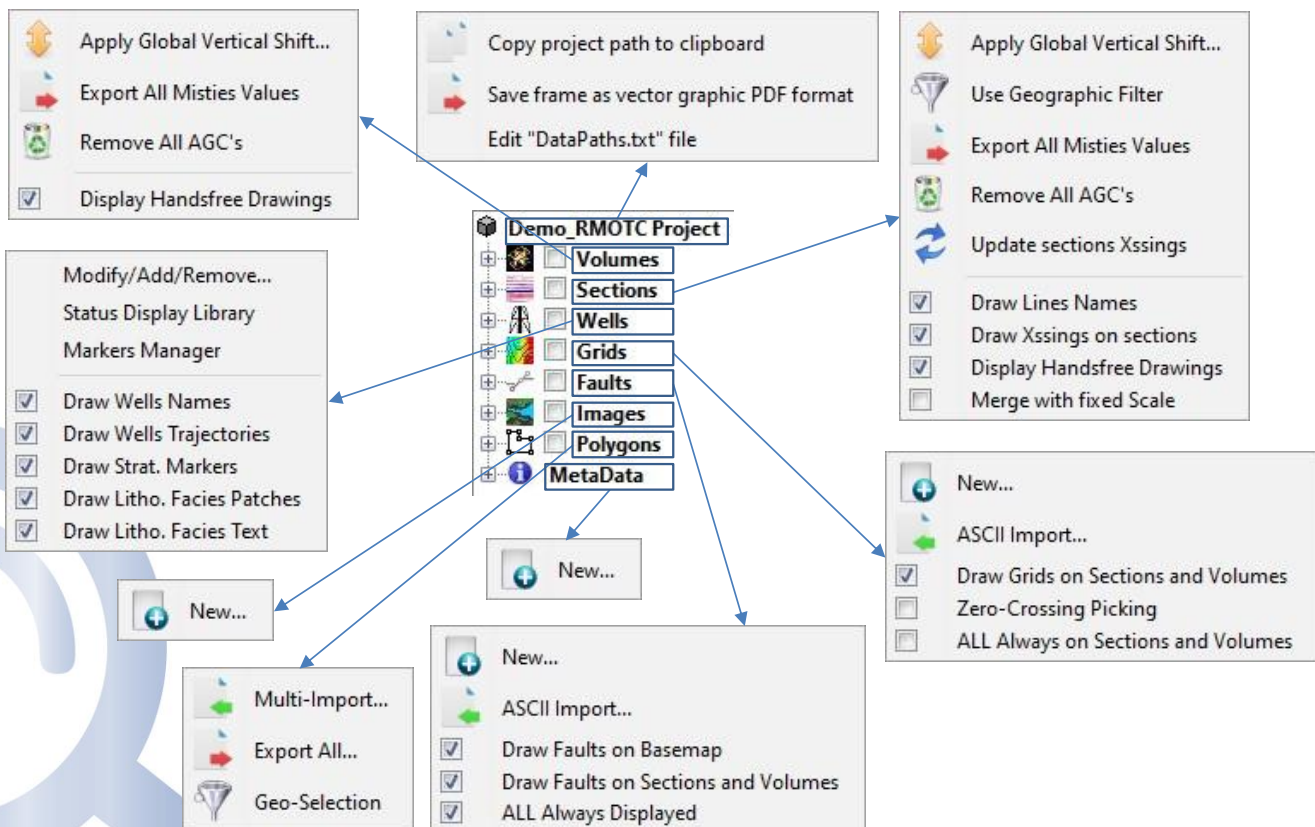 Apply Global Vertical Shift...
Export All Misties Values
Remove All AGC's
Display Handsfree Drawings
Copy project path to clipboard
Save frame as vector graphic PDF format
Edit "DataPaths.txt" file
Apply Global Vertical Shift...
Use Geographic Filter
Export All Misties Values
Remove All AGC's
Update sections Xssings
Draw Lines Names
Draw Xssings on sections
Display Handsfree Drawings
Merge with fixed Scale
Demo_RMOTC Project
Volumes
Sections
Wells
Grids
Faults
Images
Polygons
MetaData
Modify/Add/Remove...
Status Display Library
Markers Manager
Draw Wells Names
Draw Wells Trajectories
Draw Strat. Markers
Draw Litho. Facies Patches
Draw Litho. Facies Text
New...
New...
New...
ASCII Import...
Draw Grids on Sections and Volumes
Zero-Crossing Picking
ALL Always on Sections and Volumes
Multi-Import...
Export All...
Geo-Selection
New...
ASCII Import...
Draw Faults on Basemap
Draw Faults on Sections and Volumes
ALL Always Displayed